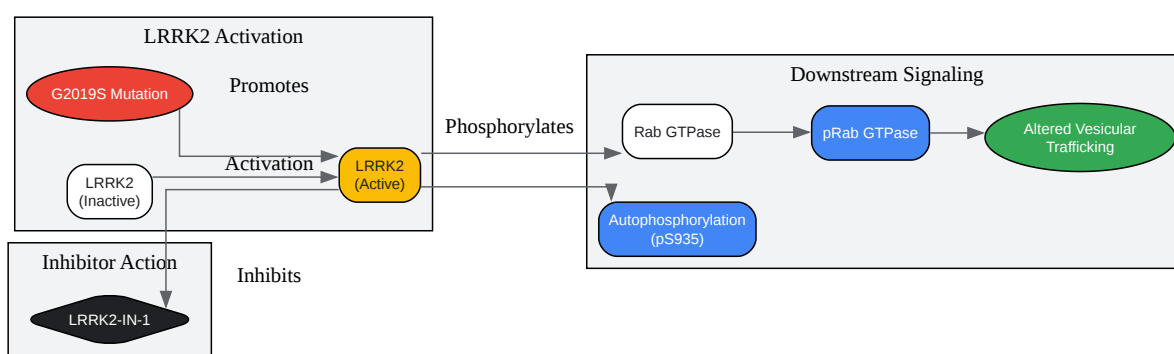 LRRK2 Activation
G2019S Mutation
Promotes
Activation
LRRK2
(Inactive)
LRRK2
(Active)
Phosphorylates
Downstream Signaling
Rab GTPase
pRab GTPase
Altered Vesicular
Trafficking
Autophosphorylation
(pS935)
Inhibitor Action
Inhibits
LRRK2-IN-1